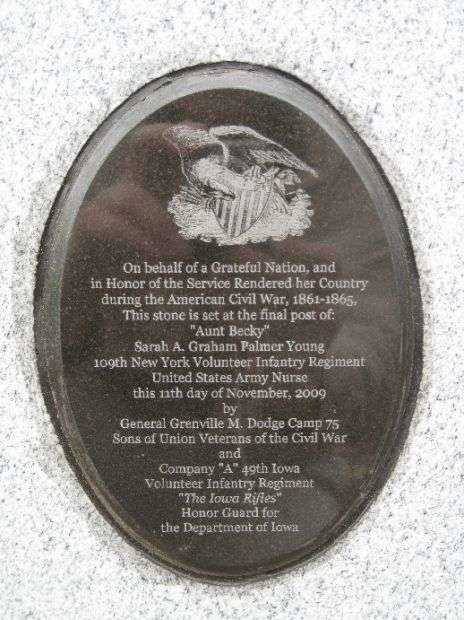 On behalf of a Grateful Nation, and
in Honor of the Service Rendered her Country
during the American Civil War, 1861-1865,
This stone is set at the final post of:
"Aunt Becky"
Sarah A. Graham Palmer Young
109th New York Volunteer Infantry Regiment
United States Army Nurse
this 11th day of November, 2009
by
General Grenville M. Dodge Camp 75
Sons of Union Veterans of the Civil War
and
Company "A" 49th Iowa
Volunteer Infantry Regiment
"The Iowa Rifles"
Honor Guard for
the Department of Iowa